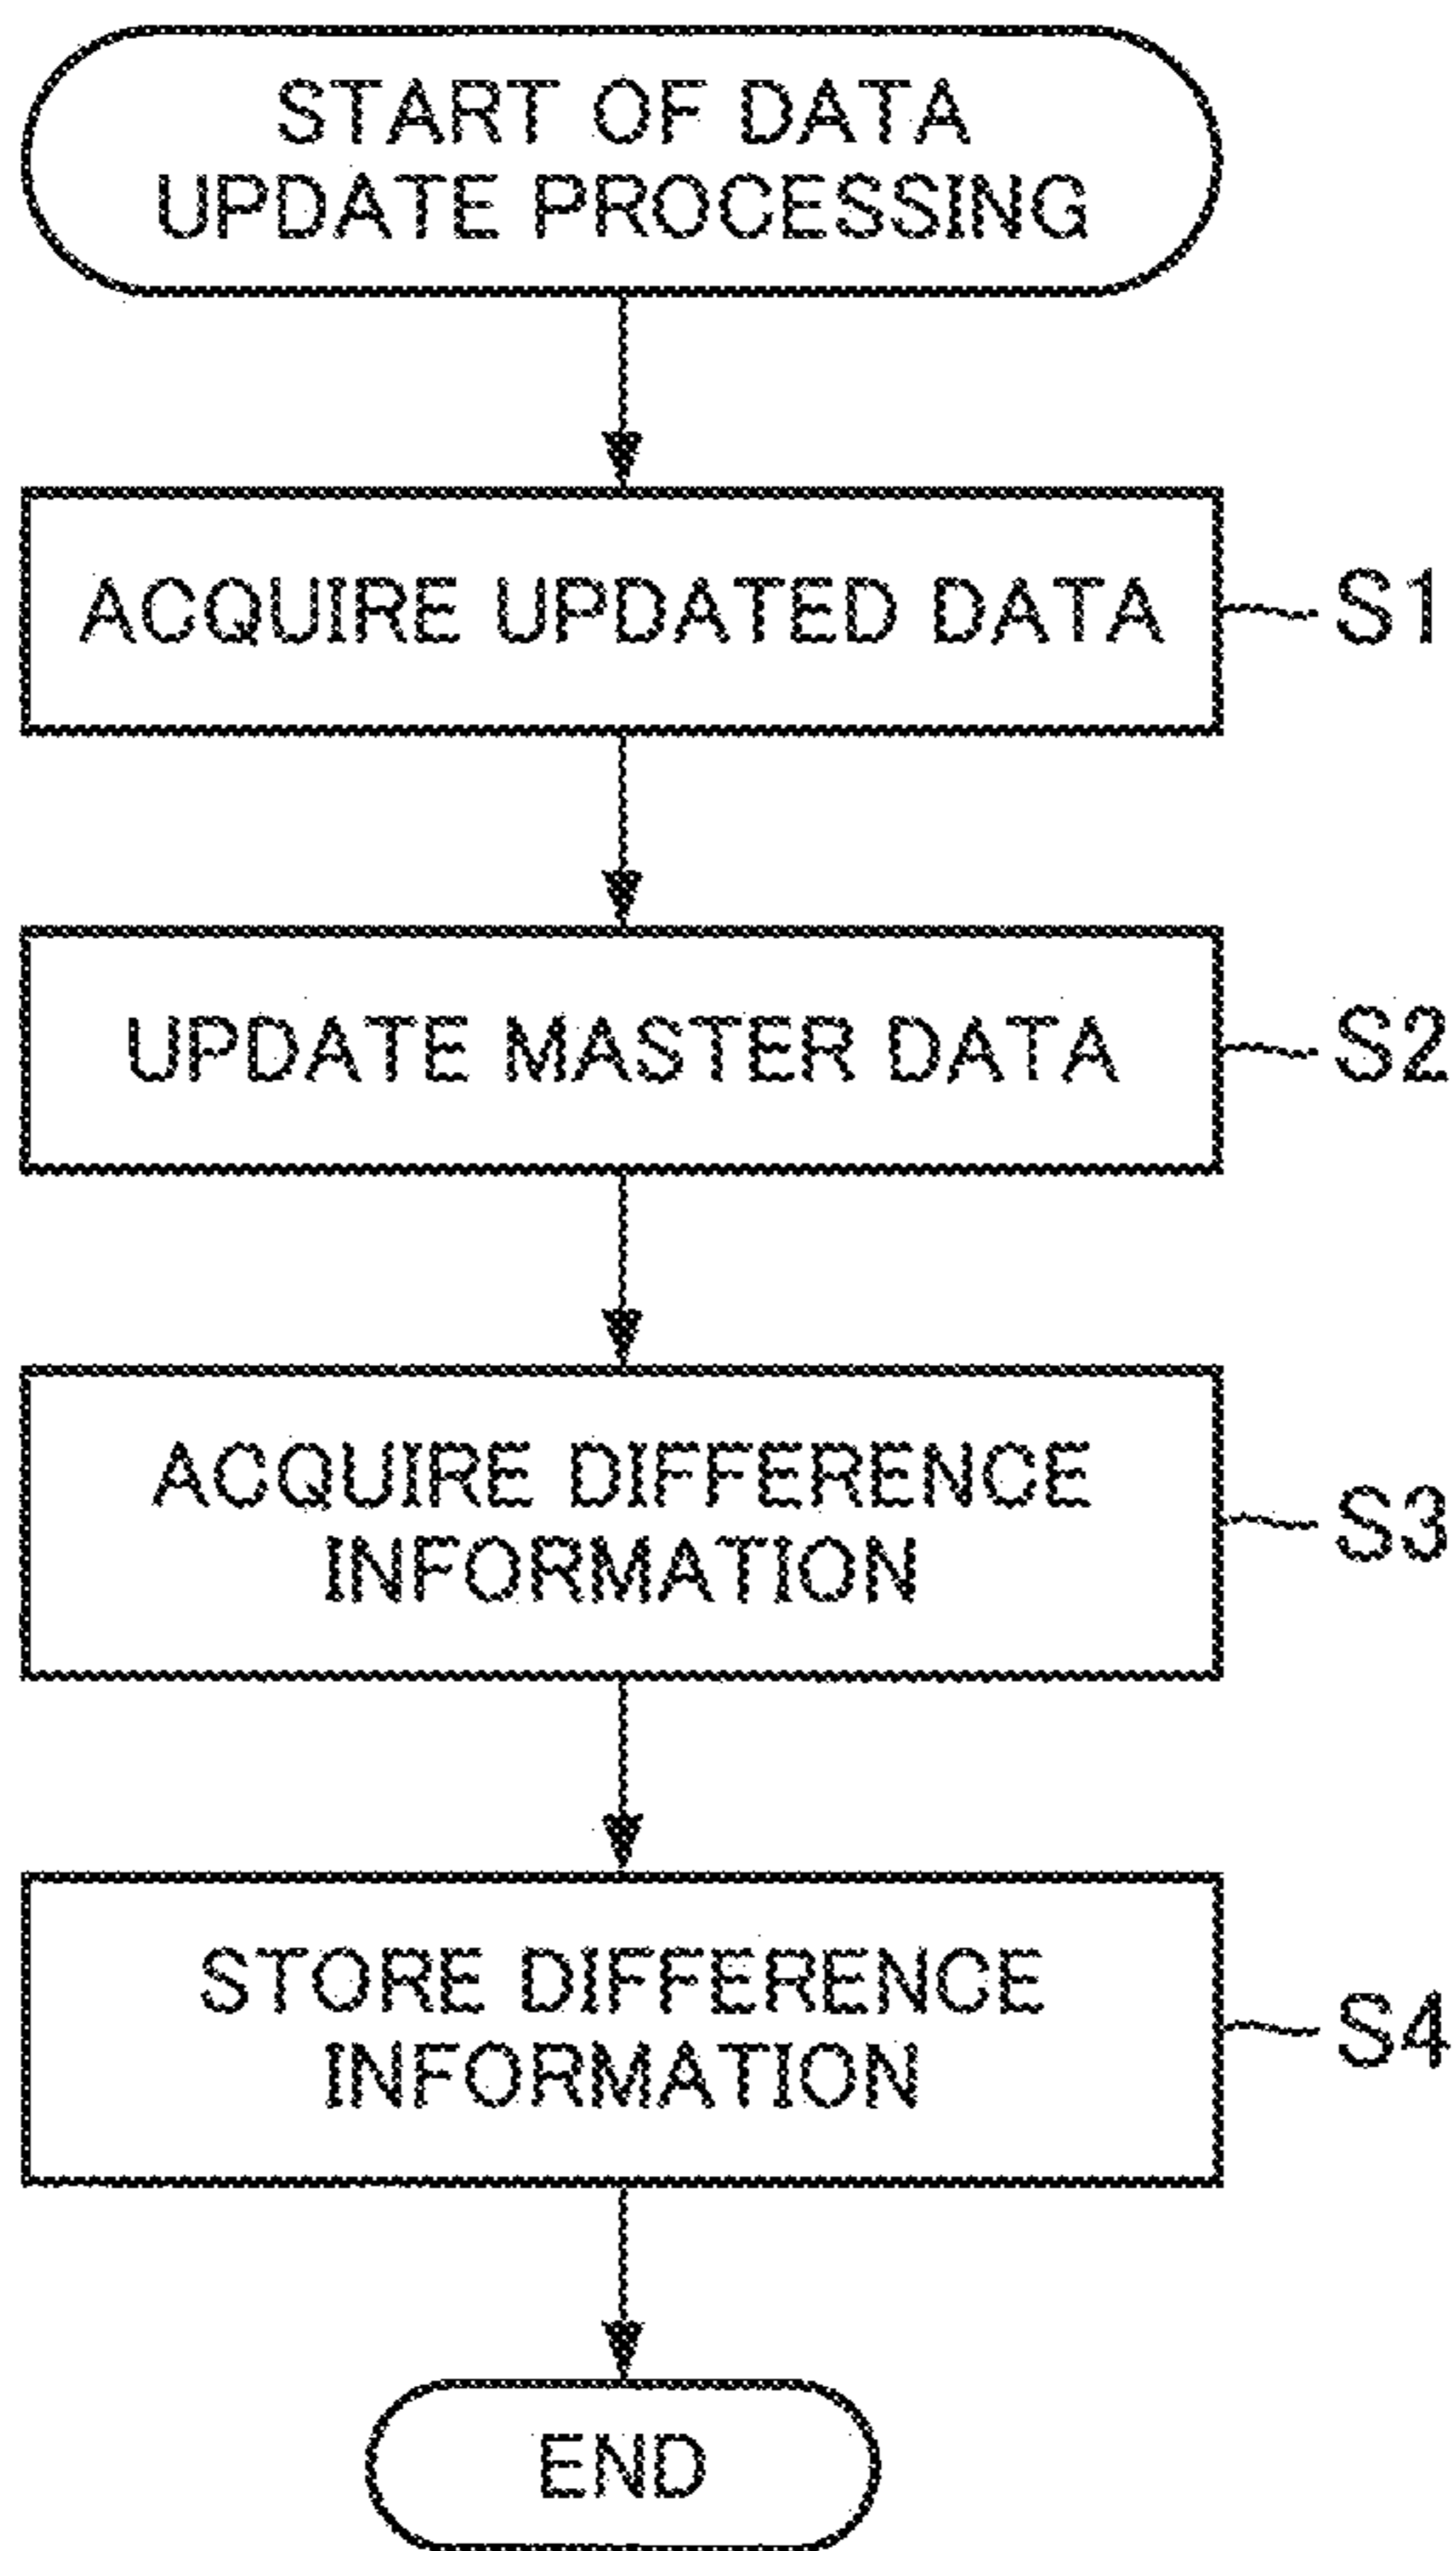 START OF DATA
UPDATE PROCESSING
ACQUIRE UPDATED DATA
S1
UPDATE MASTER DATA
S2
ACQUIRE DIFFERENCE
INFORMATION
S3
STORE DIFFERENCE
INFORMATION
S4
END